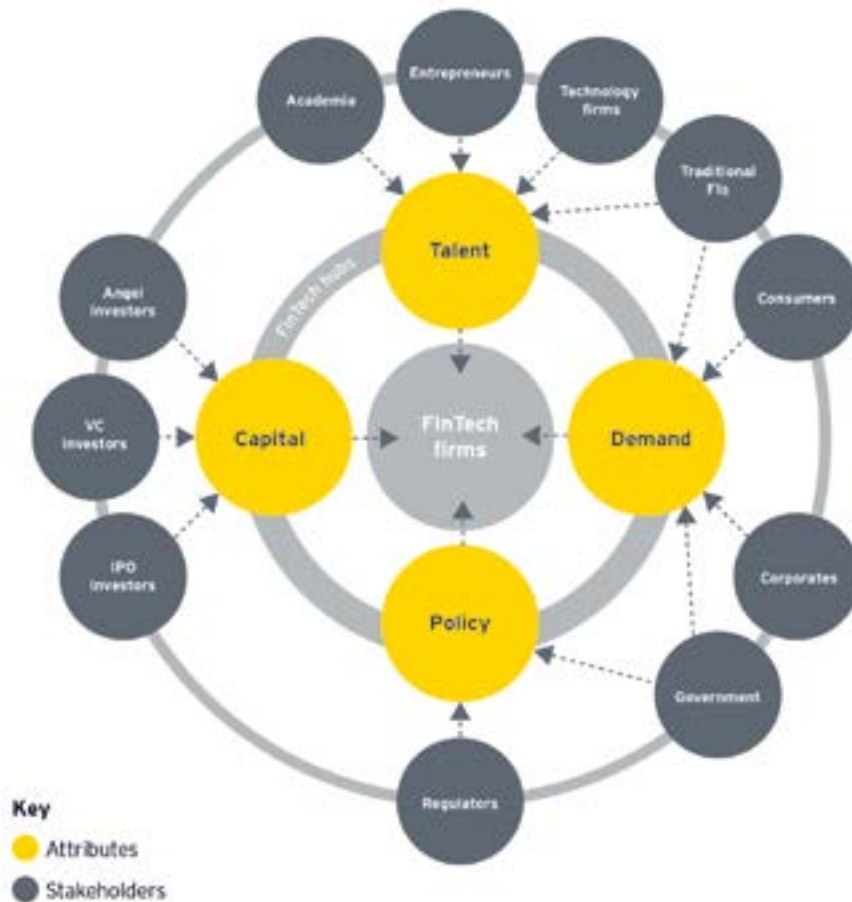 Entrepreneurs
Academia
Technology
firms
Traditional
FIs
Talent
FinTech hubs
Angel
investors
Consumers
VC
investors
Capital
FinTech
firms
Demand
IPO
investors
Corporates
Policy
Government
Regulators
Key
Attributes
Stakeholders